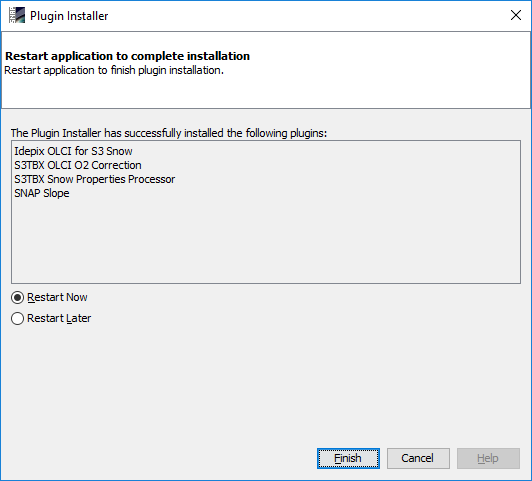 Plugin Installer
Restart application to complete installation
Restart application to finish plugin installation.
The Plugin Installer has successfully installed the following plugins:
Idepix OLCI for S3 Snow
S3TBX OLCI O2 Correction
S3TBX Snow Properties Processor
SNAP Slope
Restart Now
Restart Later
Finish Cancel Help